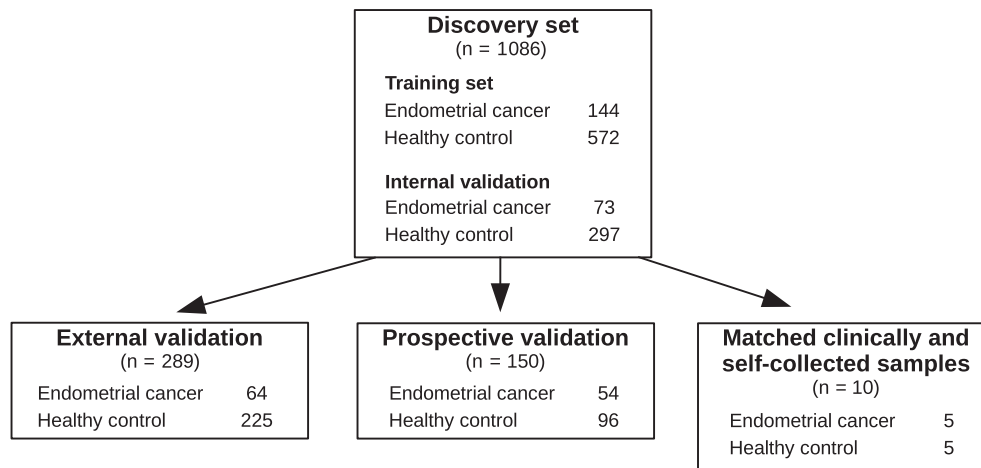 Discovery set
(n = 1086)
Training set
Endometrial cancer 144
Healthy control 572
Internal validation
Endometrial cancer 73
Healthy control 297
External validation
(n = 289)
Endometrial cancer 64
Healthy control 225
Prospective validation
(n = 150)
Endometrial cancer 54
Healthy control 96
Matched clinically and
self-collected samples
(n = 10)
Endometrial cancer 5
Healthy control 5